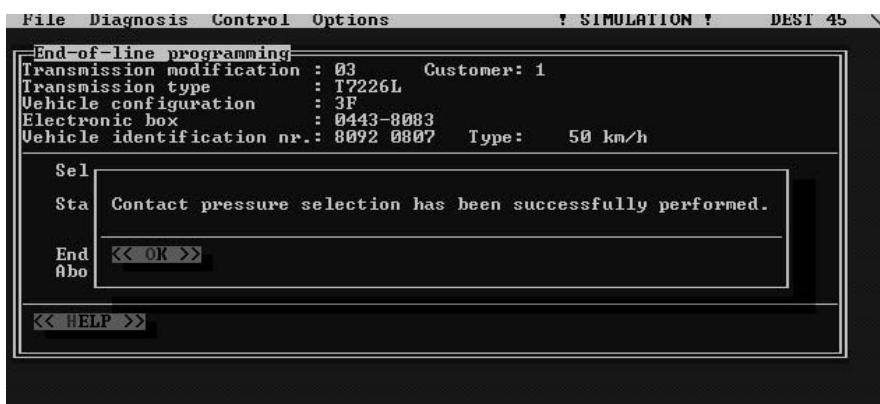 File Diagnosis Control Options ! SIMULATION ! DEST 45
End-of-line programming
Transmission modification : 03 Customer: 1
Transmission type : T7226L
Vehicle configuration : 3F
Electronic box : 0443-8083
Vehicle identification nr.: 8092 0807 Type: 50 km/h
Sel
Sta
Contact pressure selection has been successfully performed.
End
<< OK >>
Abo
<< HELP >>